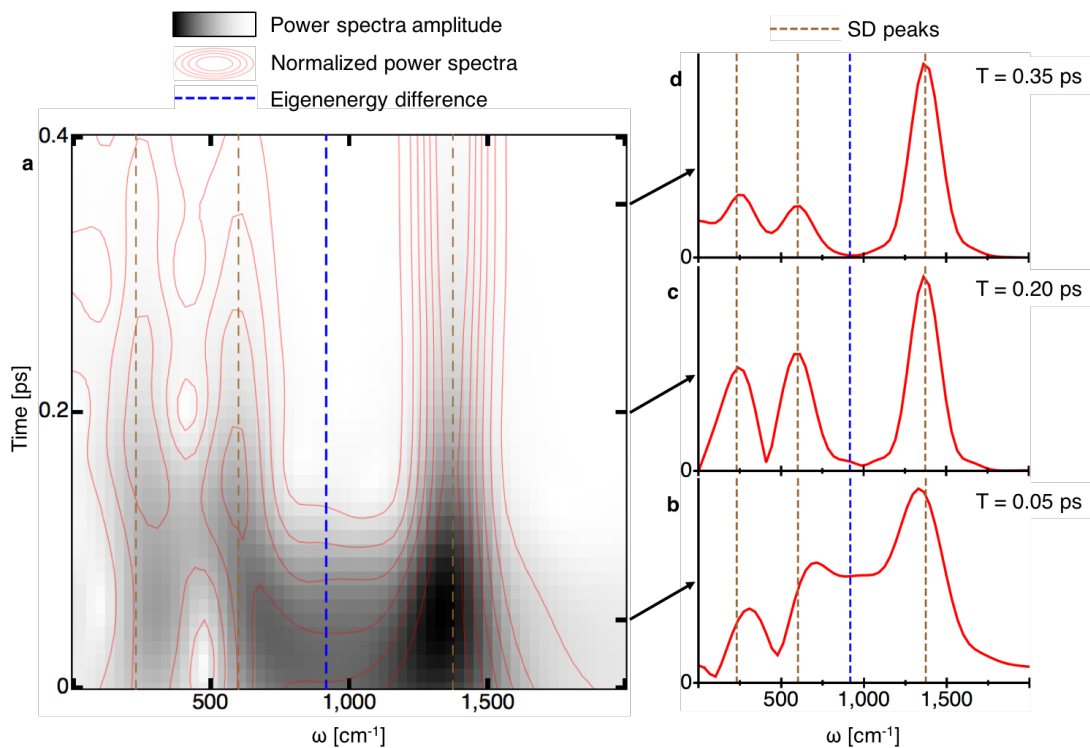 Power spectra amplitude
Normalized power spectra
Eigenenergy difference
SD peaks
a
0.4
0.2
0
Time [ps]
500
1,000
1,500
ω [cm⁻¹]
d
T = 0.35 ps
0
c
T = 0.20 ps
0
b
T = 0.05 ps
0
500
1,000
1,500
ω [cm⁻¹]